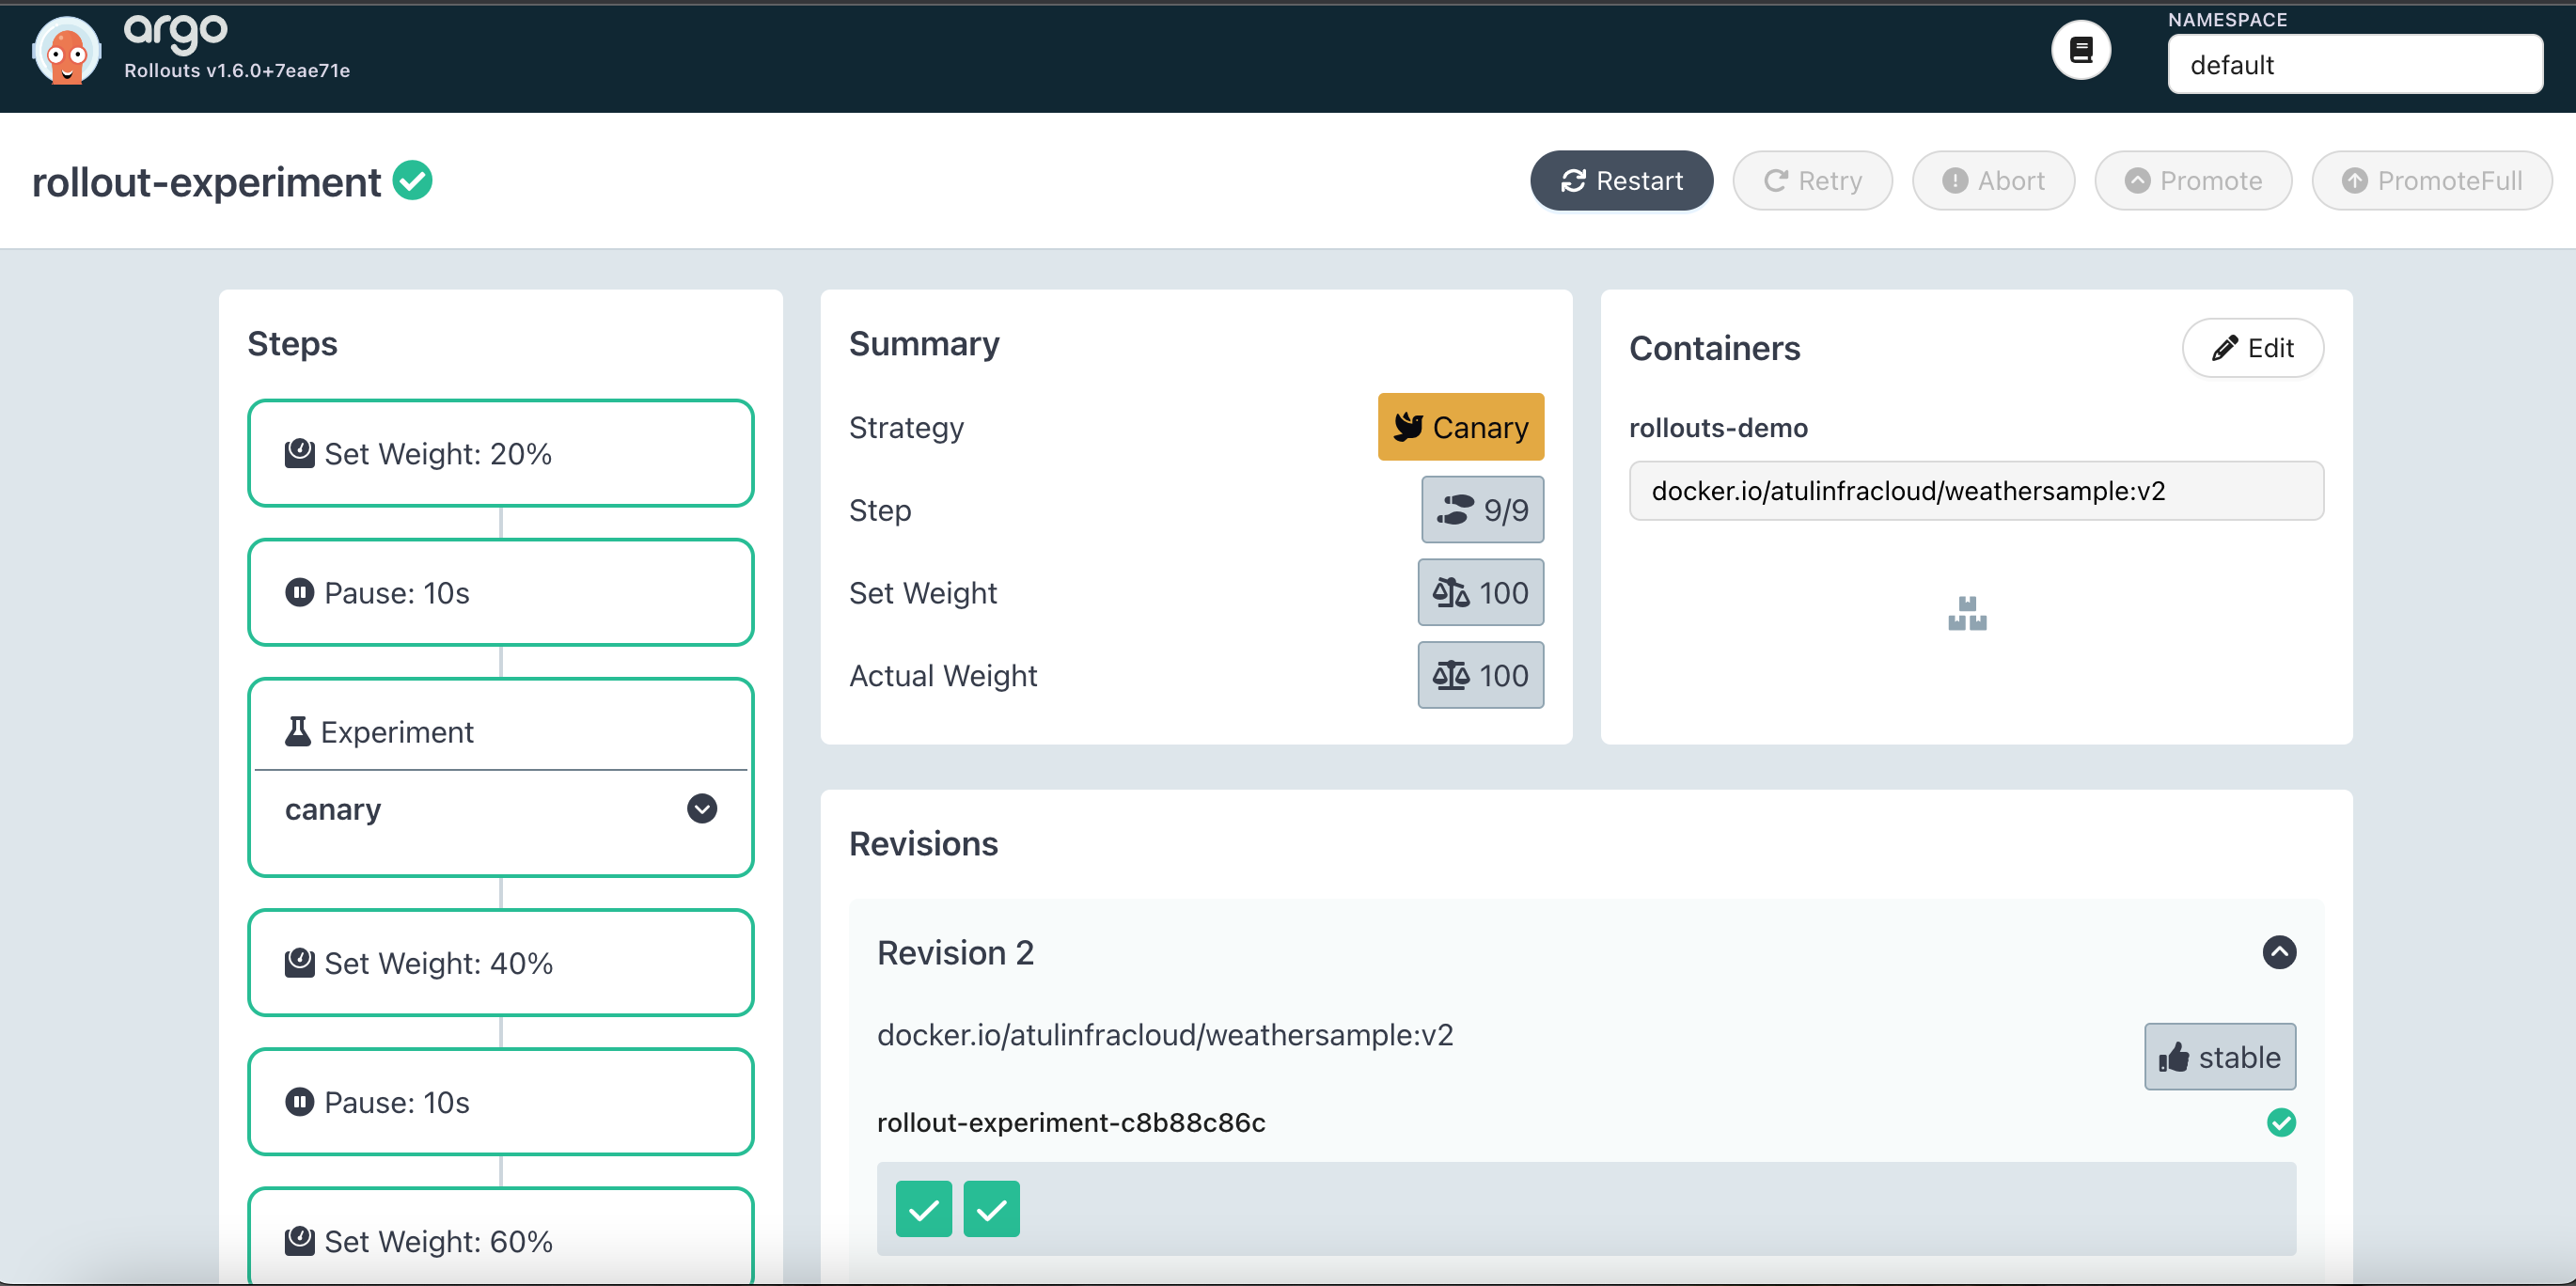 argo
Rollouts v1.6.0+7eae71e
NAMESPACE
default
rollout-experiment
Restart
Retry
Abort
Promote
PromoteFull
Steps
Set Weight: 20%
Pause: 10s
Experiment
canary
Set Weight: 40%
Pause: 10s
Set Weight: 60%
Summary
Strategy
Canary
Step
9/9
Set Weight
100
Actual Weight
100
Containers
Edit
rollouts-demo
docker.io/atulinfracloud/weathersample:v2
Revisions
Revision 2
docker.io/atulinfracloud/weathersample:v2
stable
rollout-experiment-c8b88c86c